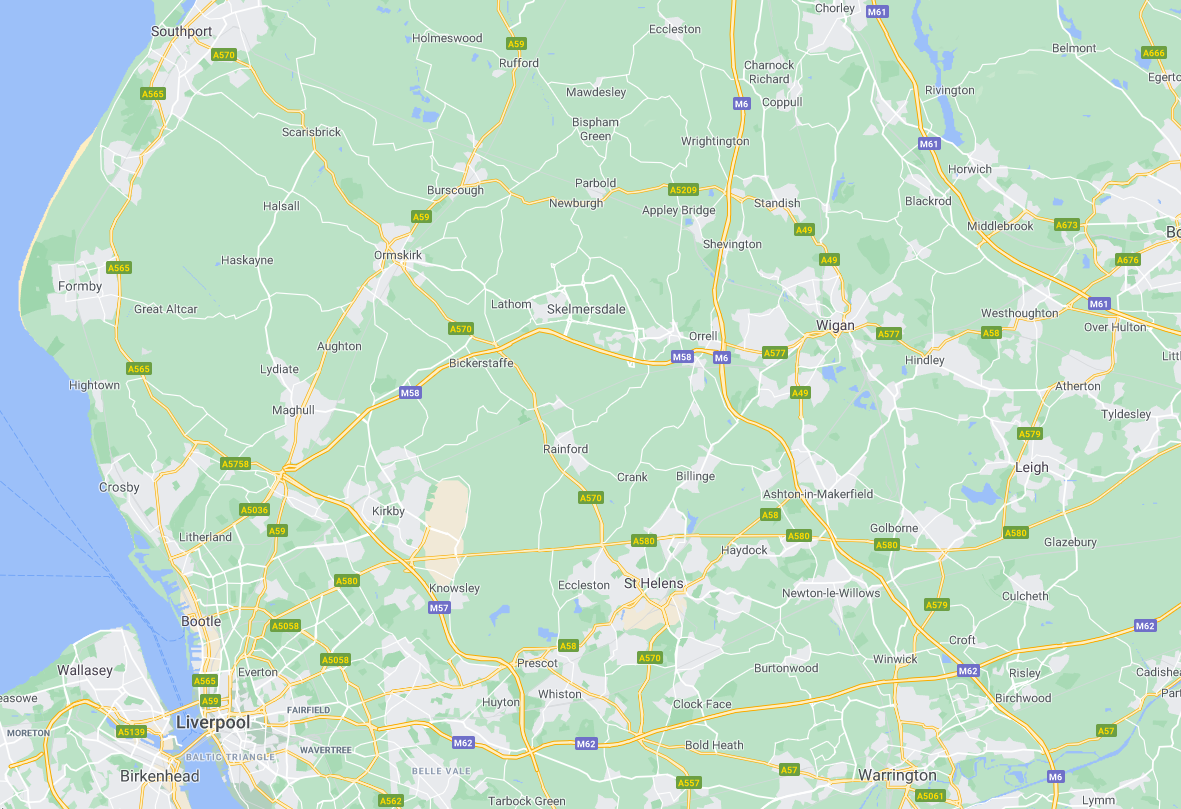 Chorley
M61
Southport
Eccleston
Holmeswood
A59
Belmont
A666
A570
Rufford
Charnock
Richard
Egerto
A565
Mawdesley
Rivington
M6
Coppull
Bispham
Green
Scarisbrick
Wrightington
M61
Horwich
Burscough
Parbold
A5209
Newburgh
Standish
Blackrod
Halsall
A59
Appley Bridge
A49
Middlebrook
A673
Bo
Shevington
Ormskirk
Haskayne
A49
A676
A565
Formby
Great Altcar
Lathom
Skelmersdale
M61
Westhoughton
Wigan
Over Hulton
A570
Orrell
A577
A58
Aughton
A577
M58
M6
Littl
Bickerstaffe
Hindley
A565
Lydiate
Hightown
M58
A49
Atherton
Maghull
Tyldesley
A579
Rainford
A5758
Leigh
Crosby
Crank
Billinge
Ashton-in-Makerfield
A570
A5036
Kirkby
A58
A59
Golborne
Litherland
A580
A580
A580
A580
Glazebury
Haydock
A580
Knowsley
Eccleston
St Helens
Newton-le-Willows
Culcheth
M57
A579
Bootle
A5058
M62
Croft
A58
A5058
A570
Winwick
Prescot
Wallasey
Everton
Burtonwood
M62
Risley
Cadishea
A565
easowe
A59
Huyton
Whiston
Birchwood
Part
Clock Face
FAIRFIELD
Liverpool
MORETON
A5139
A57
M62
M62
Bold Heath
WAVERTREE
BALTIC TRIANGLE
BELLE VALE
A57
Birkenhead
Warrington
M6
A557
A562
Tarbock Green
A5061
Lymm